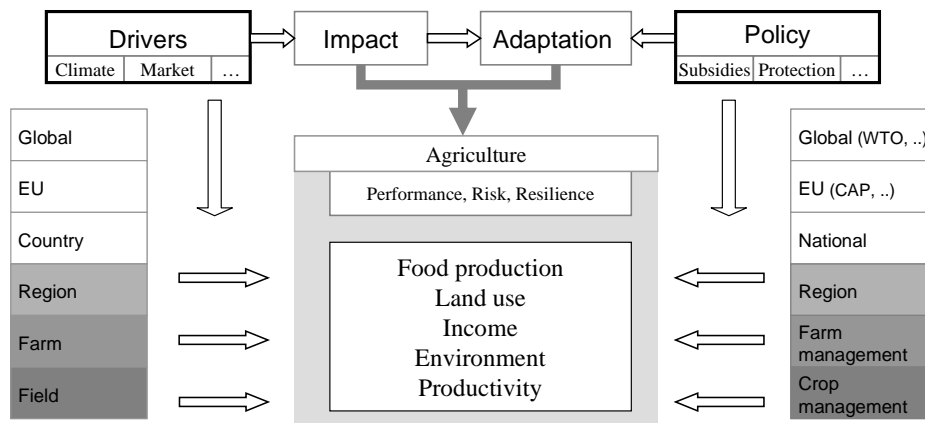 Drivers
Climate Market …
Impact
Adaptation
Policy
Subsidies Protection …
Global
EU
Country
Region
Farm
Field
Agriculture
Performance, Risk, Resilience
Food production
Land use
Income
Environment
Productivity
Global (WTO, ..)
EU (CAP, ..)
National
Region
Farm
management
Crop
management